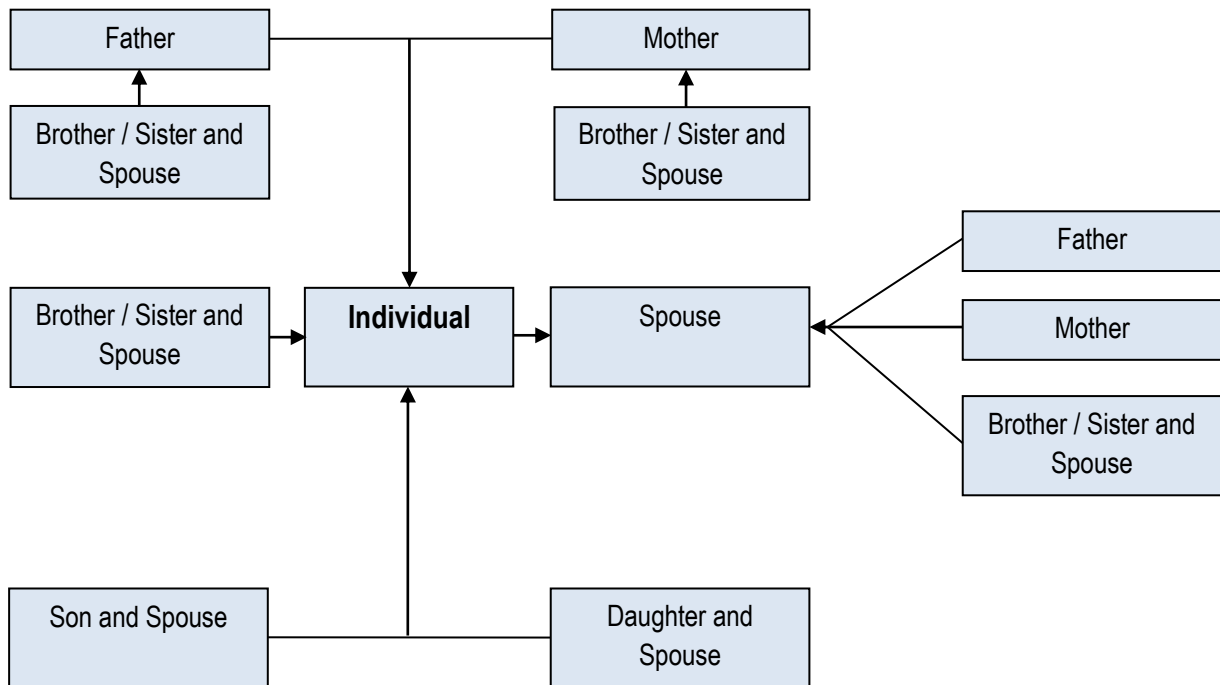 Father
Mother
Brother / Sister and
Spouse
Brother / Sister and
Spouse
Father
Brother / Sister and
Spouse
Individual
Spouse
Mother
Brother / Sister and
Spouse
Son and Spouse
Daughter and
Spouse